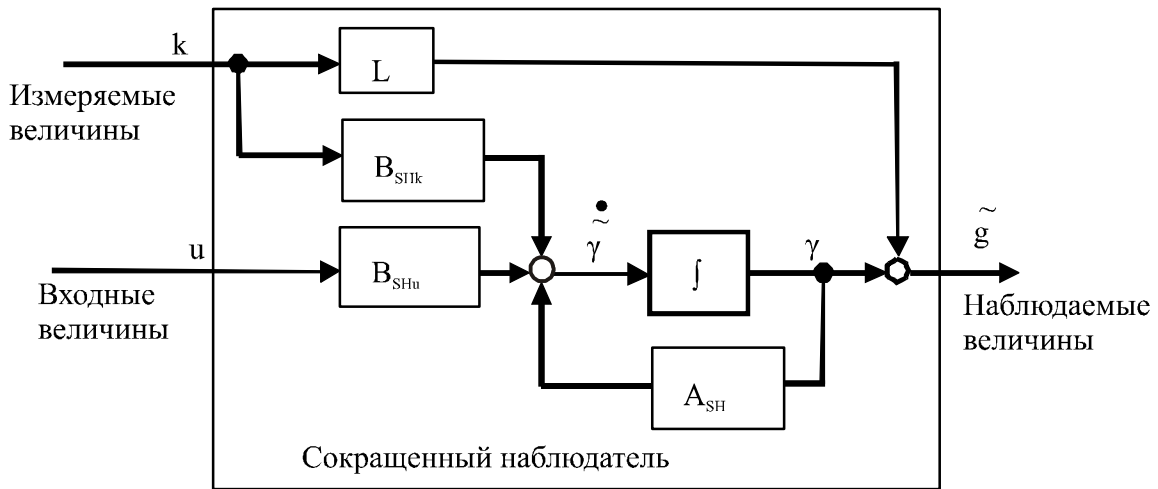 k
L
Измеряемые
величины
B_SHk
~
γ
γ
~
g
∫
u
B_SHu
Входные
величины
Наблюдаемые
величины
A_SH
Сокращенный наблюдатель